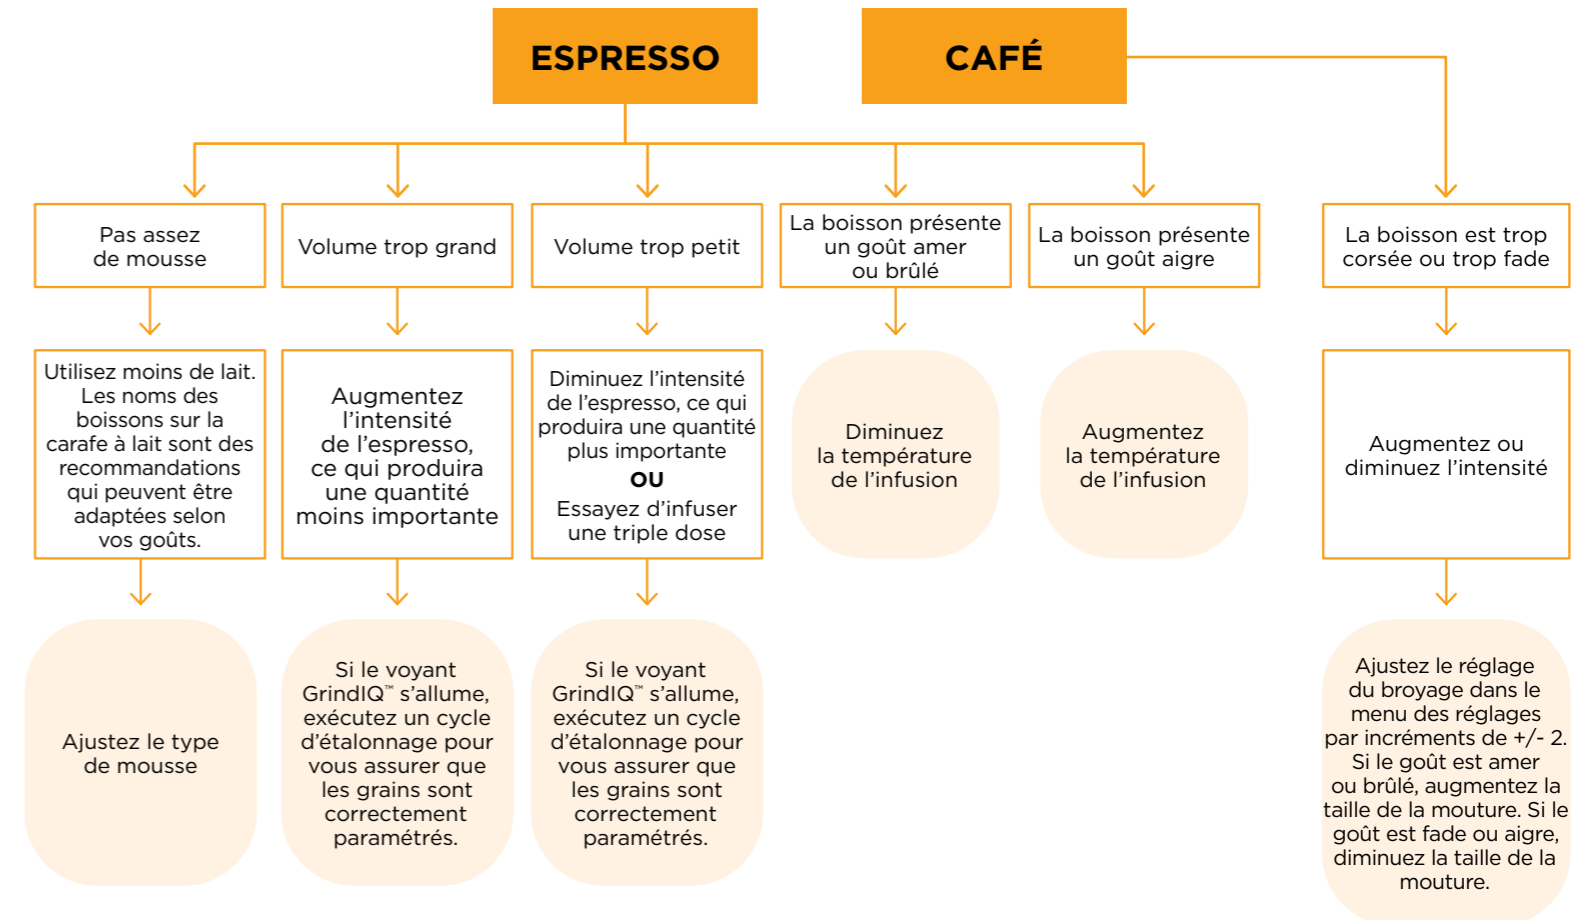 ESPRESSO
CAFÉ
Pas assez
de mousse
Volume trop grand
Volume trop petit
La boisson présente
un goût amer
ou brûlé
La boisson présente
un goût aigre
La boisson est trop
corsée ou trop fade
Utilisez moins de lait.
Les noms des
boissons sur la
carafe à lait sont des
recommandations
qui peuvent être
adaptées selon
vos goûts.
Augmentez
l’intensité
de l’espresso,
ce qui produira
une quantité
moins importante
Diminuez l’intensité
de l’espresso, ce qui
produira une quantité
plus importante
OU
Essayez d’infuser
une triple dose
Diminuez
la température
de l’infusion
Augmentez
la température
de l’infusion
Augmentez ou
diminuez l’intensité
Ajustez le type
de mousse
Si le voyant
GrindIQ™ s’allume,
exécutez un cycle
d’étalonnage pour
vous assurer que
les grains sont
correctement
paramétrés.
Si le voyant
GrindIQ™ s’allume,
exécutez un cycle
d’étalonnage pour
vous assurer que
les grains sont
correctement
paramétrés.
Ajustez le réglage
du broyage dans le
menu des réglages
par incréments de +/- 2.
Si le goût est amer
ou brûlé, augmentez la
taille de la mouture. Si le
goût est fade ou aigre,
diminuez la taille de la
mouture.